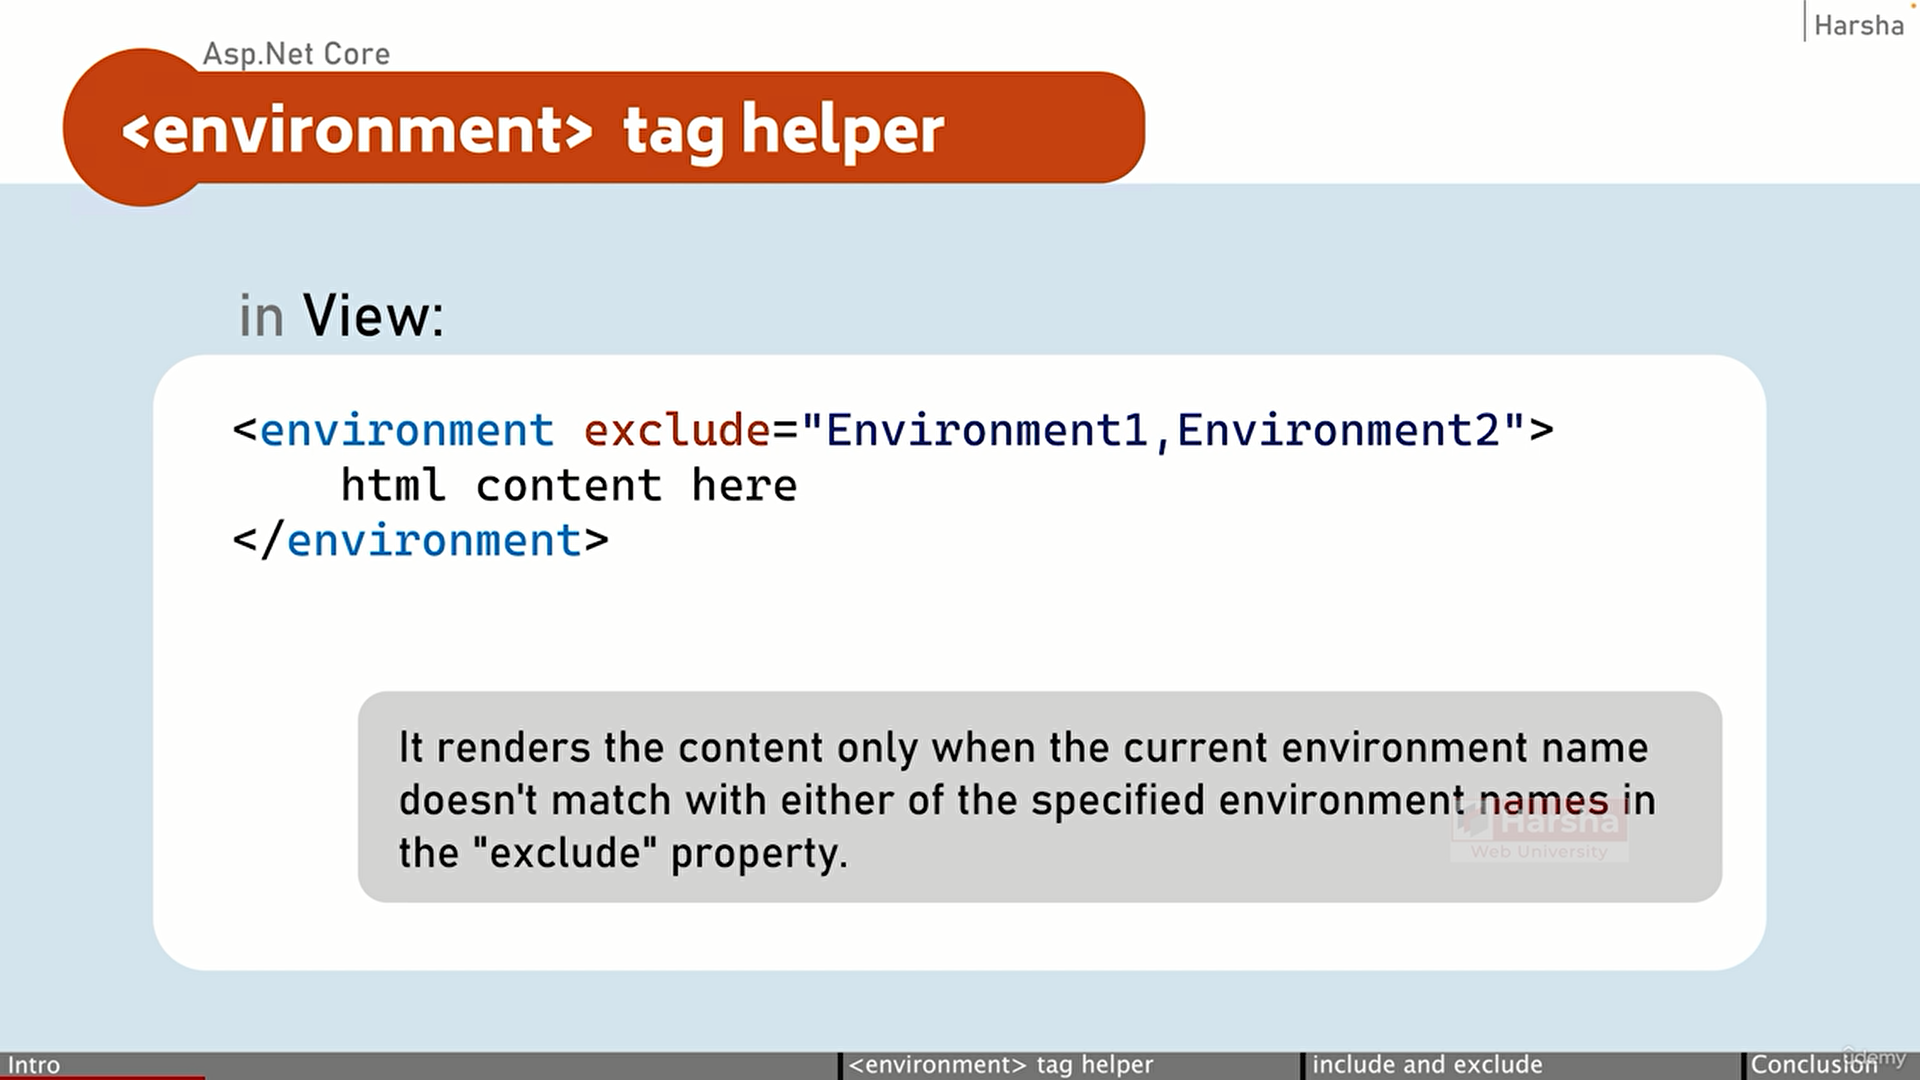 Harsha
Asp.Net Core
<environment> tag helper
in View:
<environment exclude="Environment1,Environment2">
html content here
</environment>
It renders the content only when the current environment name
doesn't match with either of the specified environment names in
the "exclude" property.
Harsha
Web University
Intro
<environment> tag helper
include and exclude
Conclusion
ûdemy